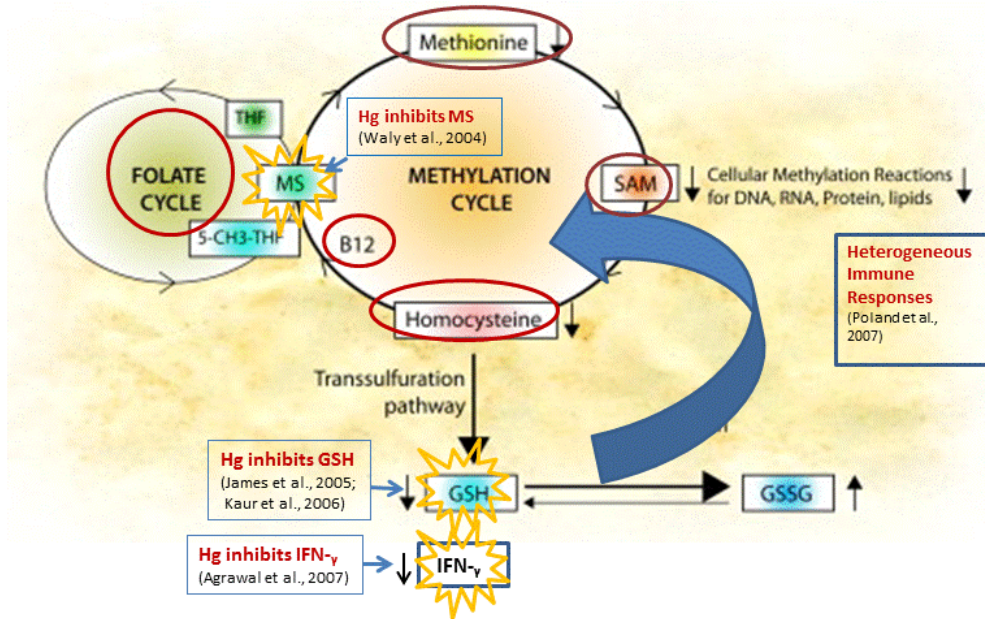 Methionine
THF
Hg inhibits MS
(Waly et al., 2004)
FOLATE
CYCLE
MS
METHYLATION
CYCLE
SAM
Cellular Methylation Reactions
for DNA, RNA, Protein, lipids
5-CH3-THF
B12
Heterogeneous
Immune
Responses
(Poland et al.,
2007)
Homocysteine
Transsulfuration
pathway
Hg inhibits GSH
(James et al., 2005;
Kaur et al., 2006)
GSH
GSSG
Hg inhibits IFN-γ
(Agrawal et al., 2007)
IFN-γ